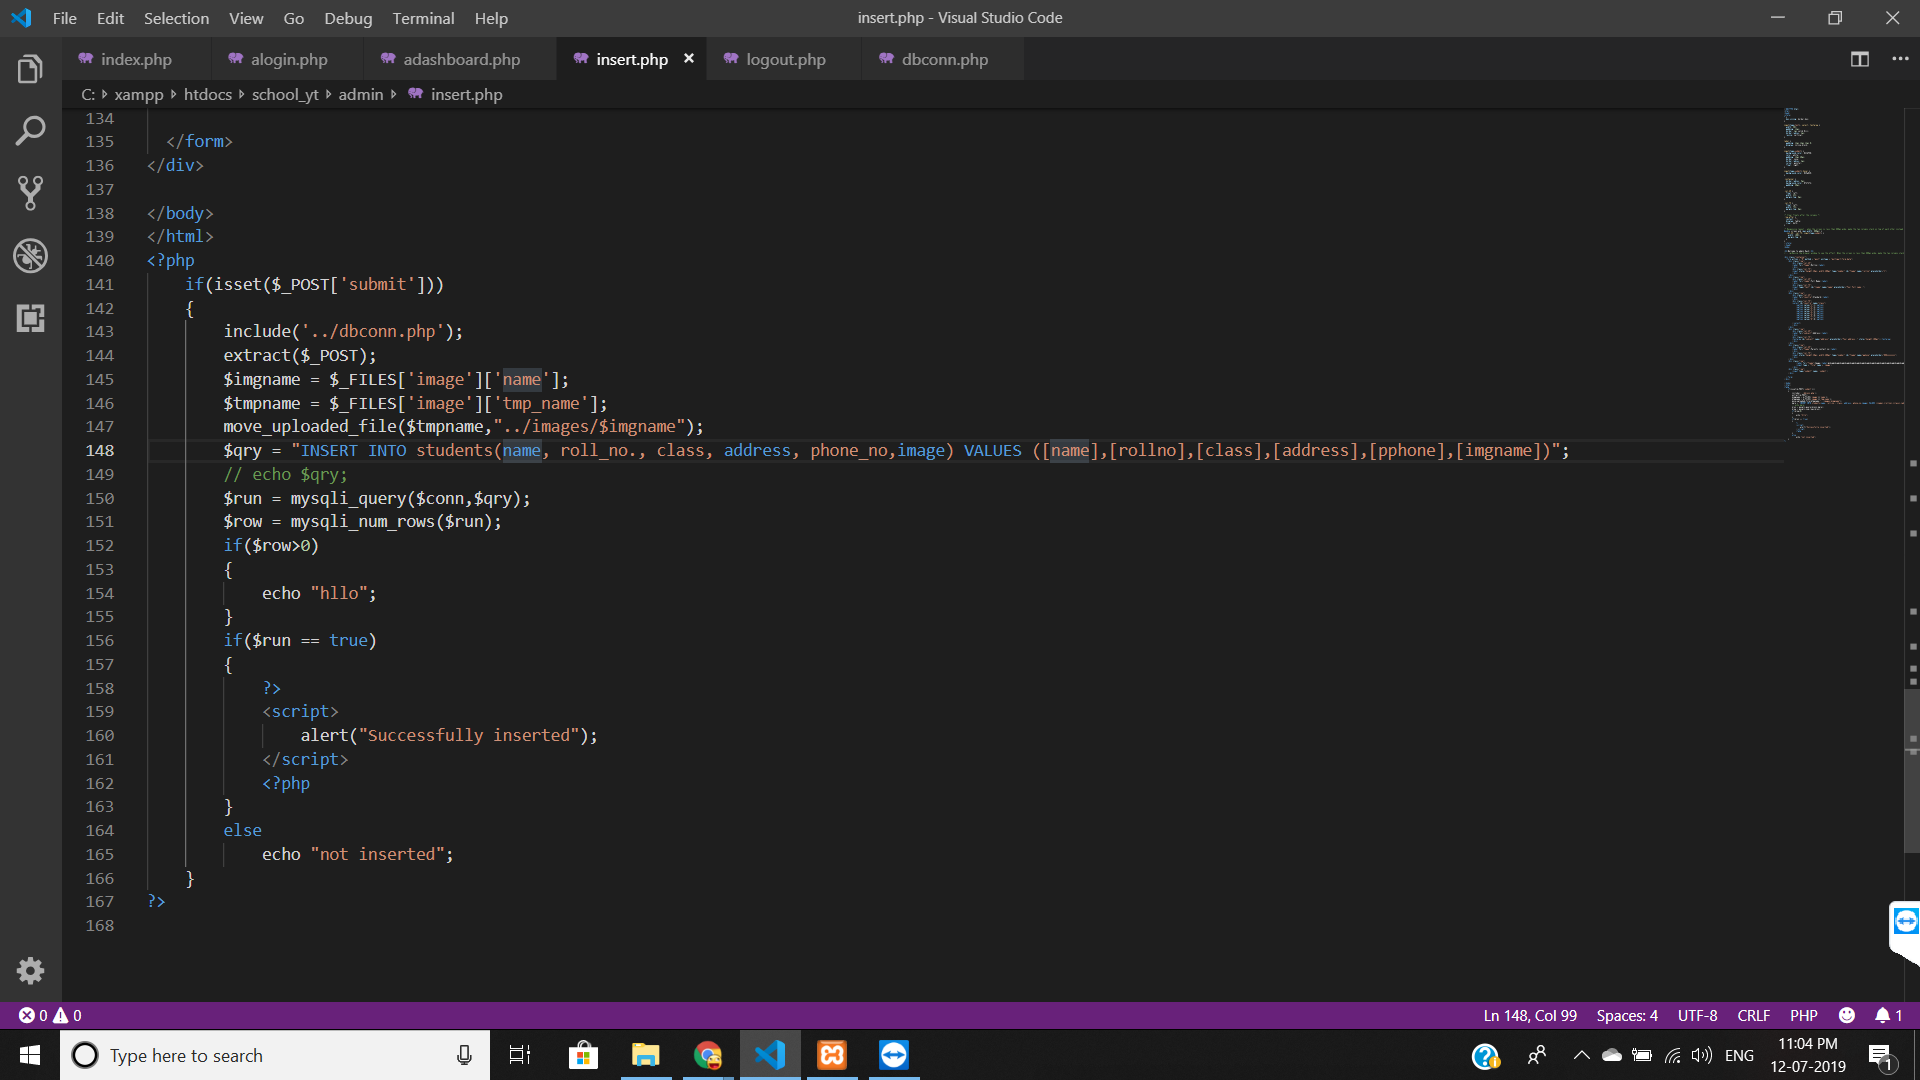 File Edit Selection View Go Debug Terminal Help
insert.php - Visual Studio Code
index.php alogin.php adashboard.php insert.php × logout.php dbconn.php
C: › xampp › htdocs › school_yt › admin › insert.php
134
135 </form>
136 </div>
137
138 </body>
139 </html>
140 <?php
141 if(isset($_POST['submit']))
142 {
143 include('../dbconn.php');
144 extract($_POST);
145 $imgname = $_FILES['image']['name'];
146 $tmpname = $_FILES['image']['tmp_name'];
147 move_uploaded_file($tmpname,"../images/$imgname");
148 $qry = "INSERT INTO students(name, roll_no., class, address, phone_no,image) VALUES ([name],[rollno],[class],[address],[pphone],[imgname])";
149 // echo $qry;
150 $run = mysqli_query($conn,$qry);
151 $row = mysqli_num_rows($run);
152 if($row>0)
153 {
154 echo "hllo";
155 }
156 if($run == true)
157 {
158 ?>
159 <script>
160 alert("Successfully inserted");
161 </script>
162 <?php
163 }
164 else
165 echo "not inserted";
166 }
167 ?>
168
0 0
Ln 148, Col 99 Spaces: 4 UTF-8 CRLF PHP 1
Type here to search
ENG
11:04 PM
12-07-2019
1